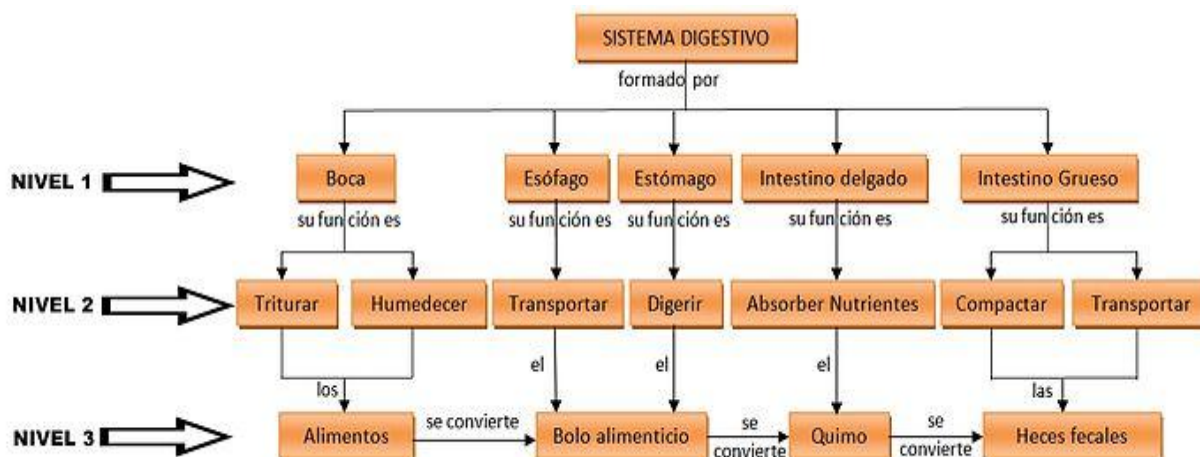 SISTEMA DIGESTIVO
formado por
NIVEL 1
Boca
Esófago
Estómago
Intestino delgado
Intestino Grueso
su función es
su función es
su función es
su función es
su función es
NIVEL 2
Triturar
Humedecer
Transportar
Digerir
Absorber Nutrientes
Compactar
Transportar
los
el
el
el
las
NIVEL 3
Alimentos
se convierte
Bolo alimenticio
se
convierte
Quimo
se
convierte
Heces fecales